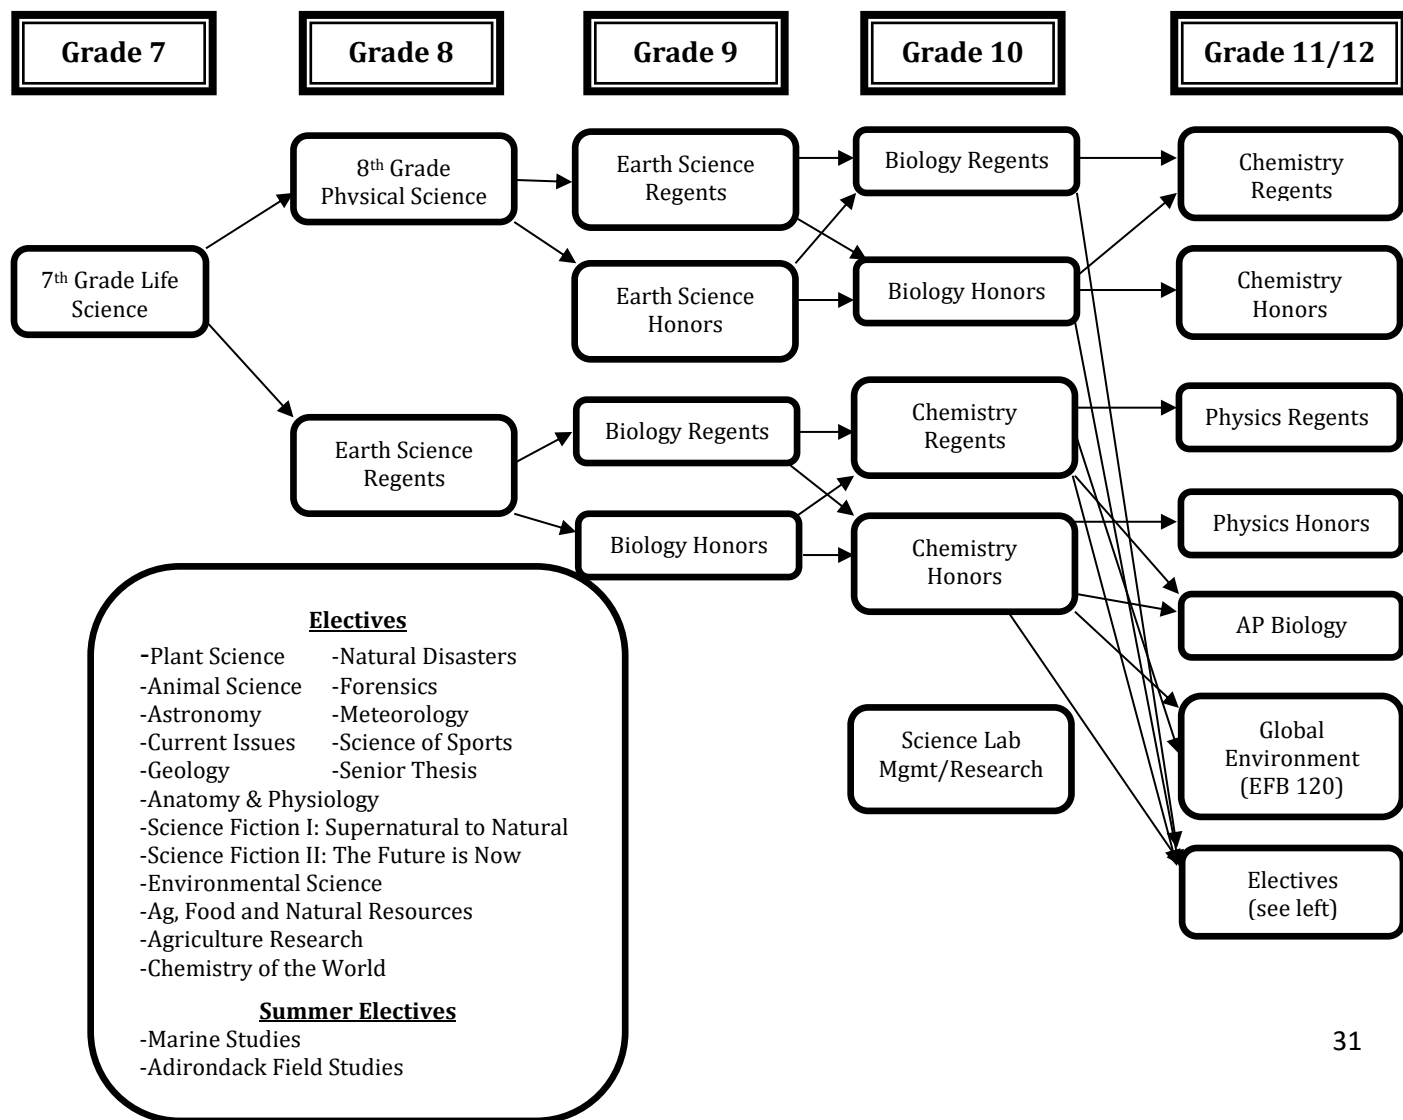 Grade 7
Grade 8
Grade 9
Grade 10
Grade 11/12
7th Grade Life
Science
8th Grade
Physical Science
Earth Science
Regents
Earth Science
Regents
Earth Science
Honors
Biology Regents
Biology Honors
Biology Regents
Biology Honors
Chemistry
Regents
Chemistry
Honors
Science Lab
Mgmt/Research
Chemistry
Regents
Chemistry
Honors
Physics Regents
Physics Honors
AP Biology
Global
Environment
(EFB 120)
Electives
(see left)
Electives
-Plant Science -Natural Disasters
-Animal Science -Forensics
-Astronomy -Meteorology
-Current Issues -Science of Sports
-Geology -Senior Thesis
-Anatomy & Physiology
-Science Fiction I: Supernatural to Natural
-Science Fiction II: The Future is Now
-Environmental Science
-Ag, Food and Natural Resources
-Agriculture Research
-Chemistry of the World
Summer Electives
-Marine Studies
-Adirondack Field Studies
31